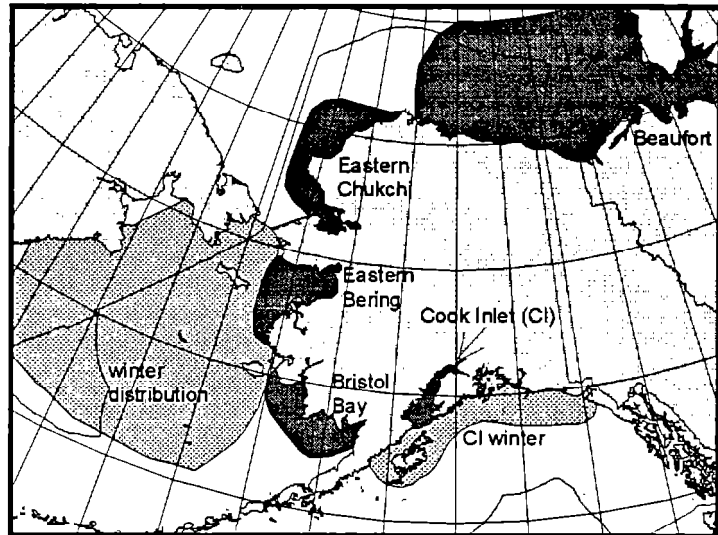 Beaufort
Eastern
Chukchi
Eastern
Bering
Cook Inlet (CI)
winter
distribution
Bristol
Bay
CI winter